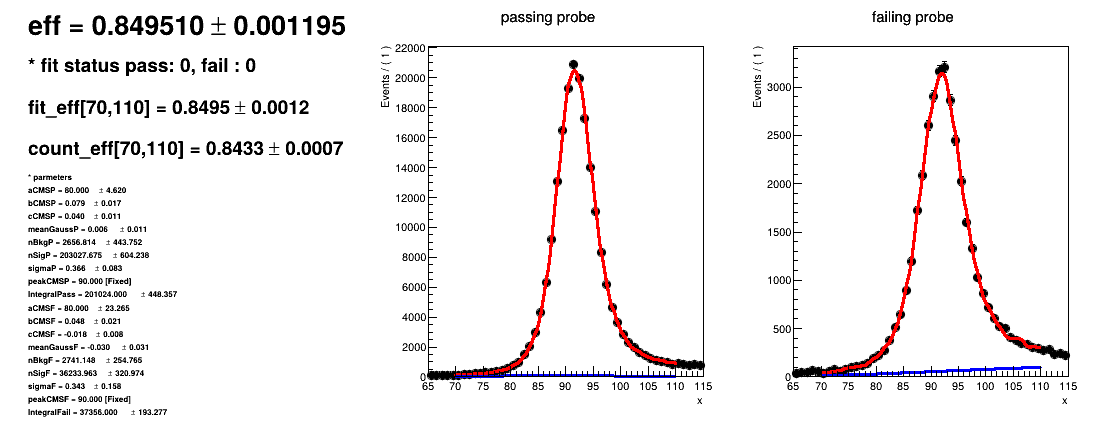 eff = 0.849510 ± 0.001195
* fit status pass: 0, fail : 0
fit_eff[70,110] = 0.8495 ± 0.0012
count_eff[70,110] = 0.8433 ± 0.0007
* parmeters
aCMSP = 80.000 ± 4.620
bCMSP = 0.079 ± 0.017
cCMSP = 0.040 ± 0.011
meanGaussP = 0.006 ± 0.011
nBkgP = 2656.814 ± 443.752
nSigP = 203027.675 ± 604.238
sigmaP = 0.366 ± 0.083
peakCMSP = 90.000 [Fixed]
IntegralPass = 201024.000 ± 448.357
aCMSF = 80.000 ± 23.265
bCMSF = 0.048 ± 0.021
cCMSF = -0.018 ± 0.008
meanGaussF = -0.030 ± 0.031
nBkgF = 2741.148 ± 254.765
nSigF = 36233.963 ± 320.974
sigmaF = 0.343 ± 0.158
peakCMSF = 90.000 [Fixed]
IntegralFail = 37356.000 ± 193.277
passing probe
Events / ( 1 )
22000
20000
18000
16000
14000
12000
10000
8000
6000
4000
2000
0
65 70 75 80 85 90 95 100 105 110 115
x
failing probe
Events / ( 1 )
3000
2500
2000
1500
1000
500
0
65 70 75 80 85 90 95 100 105 110 115
x